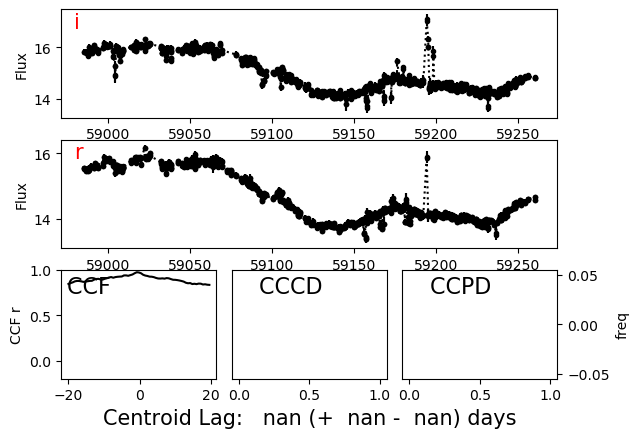 i
Flux
16
14
59000 59050 59100 59150 59200 59250
r
Flux
16
14
59000 59050 59100 59150 59200 59250
CCF
CCF r
1.0
0.5
0.0
−20 0 20
CCCD
0.0 0.5 1.0
CCPD
0.05
0.00
−0.05
freq
0.0 0.5 1.0
Centroid Lag: nan (+ nan - nan) days